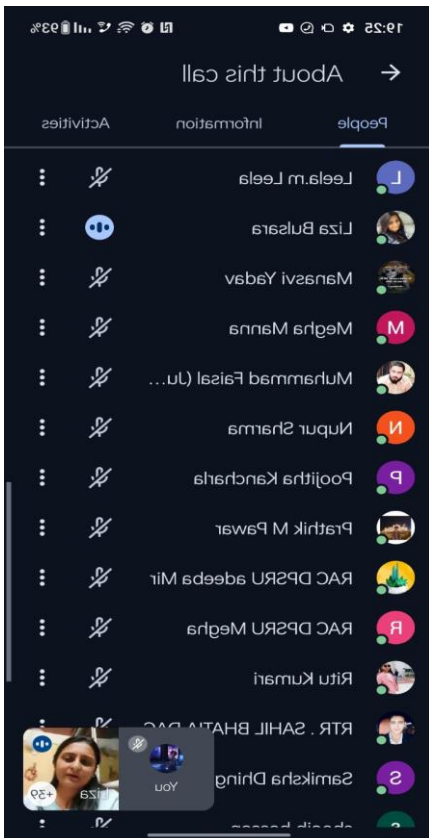 19:25
93%
About this call
People
Information
Activities
L
Leela.m.Leela
Liza Bulsara
Manasvi Yadav
M
Megha Manna
Muhammad Faisal (Ju...
N
Nupur Sharma
P
Poojitha Kancharla
Prathik M Pawar
RAC DPSRU adeeba Mir
R
RAC DPSRU Megha
Ritu Kumari
RTR . SAHIL BHATIA RAC
S
Samiksha Dhing
You
Liza
+39